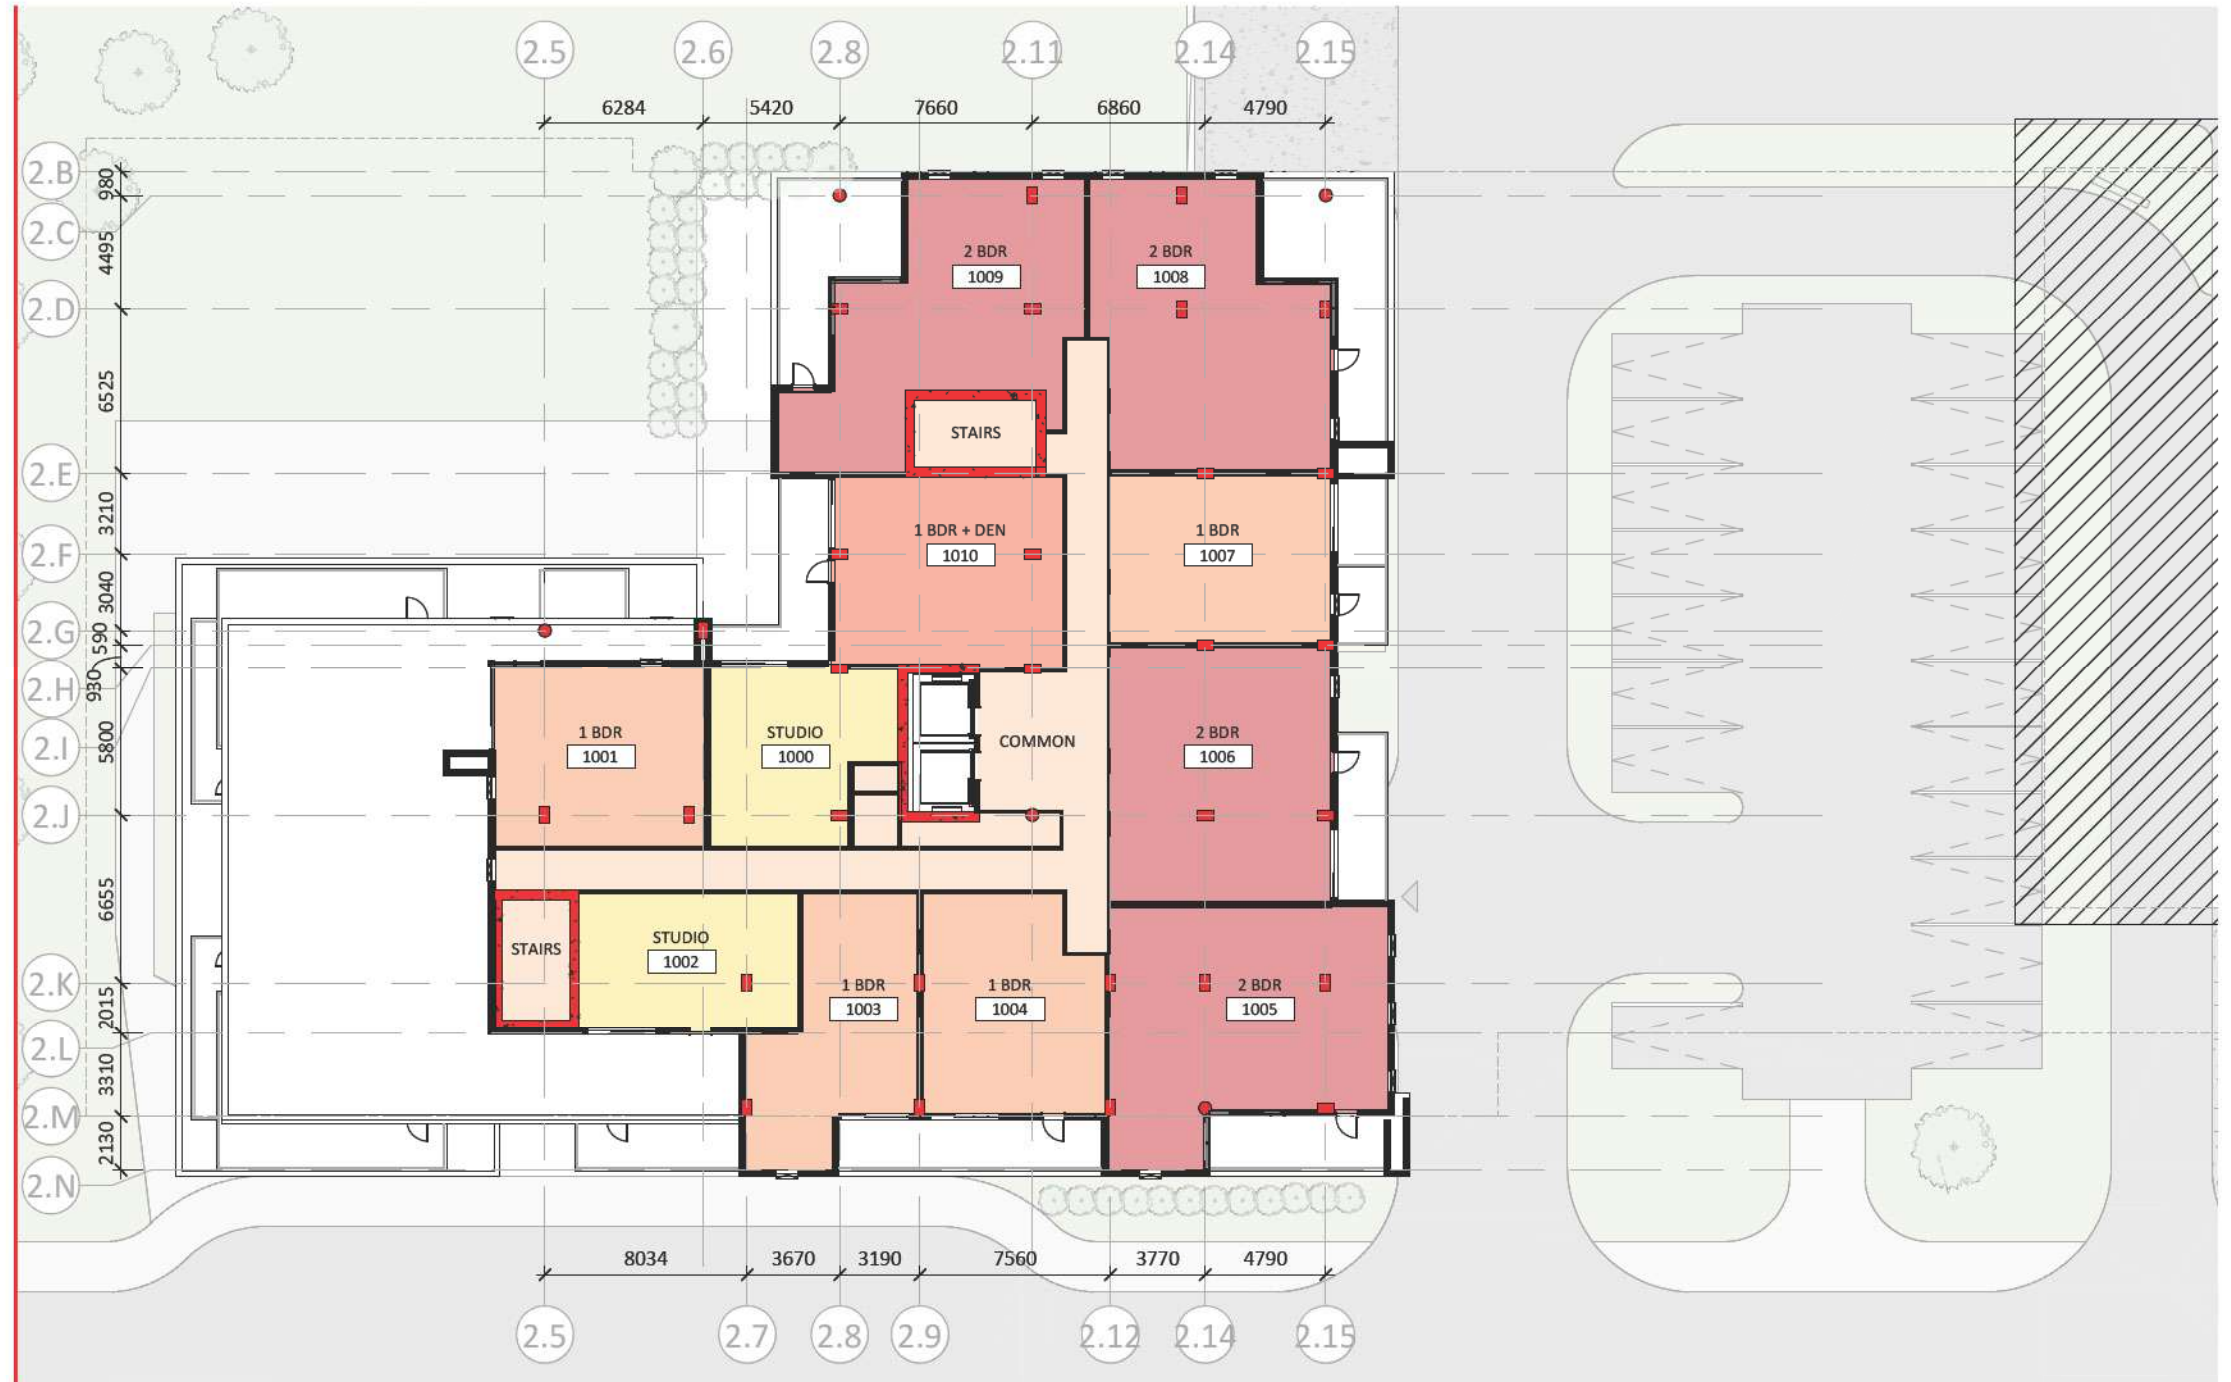 2.5 2.6 2.8 2.11 2.14 2.15
6284 5420 7660 6860 4790
2.B
980
2.C
4495
2.D
6525
2.E
3210
2.F
3040
2.G
590
930
2.H
2.I
5800
2.J
6655
2.K
2015
2.L
3310
2.M
2130
2.N
2 BDR
1009
2 BDR
1008
STAIRS
1 BDR + DEN
1010
1 BDR
1007
1 BDR
1001
STUDIO
1000
COMMON
2 BDR
1006
STAIRS
STUDIO
1002
1 BDR
1003
1 BDR
1004
2 BDR
1005
8034 3670 3190 7560 3770 4790
2.5 2.7 2.8 2.9 2.12 2.14 2.15